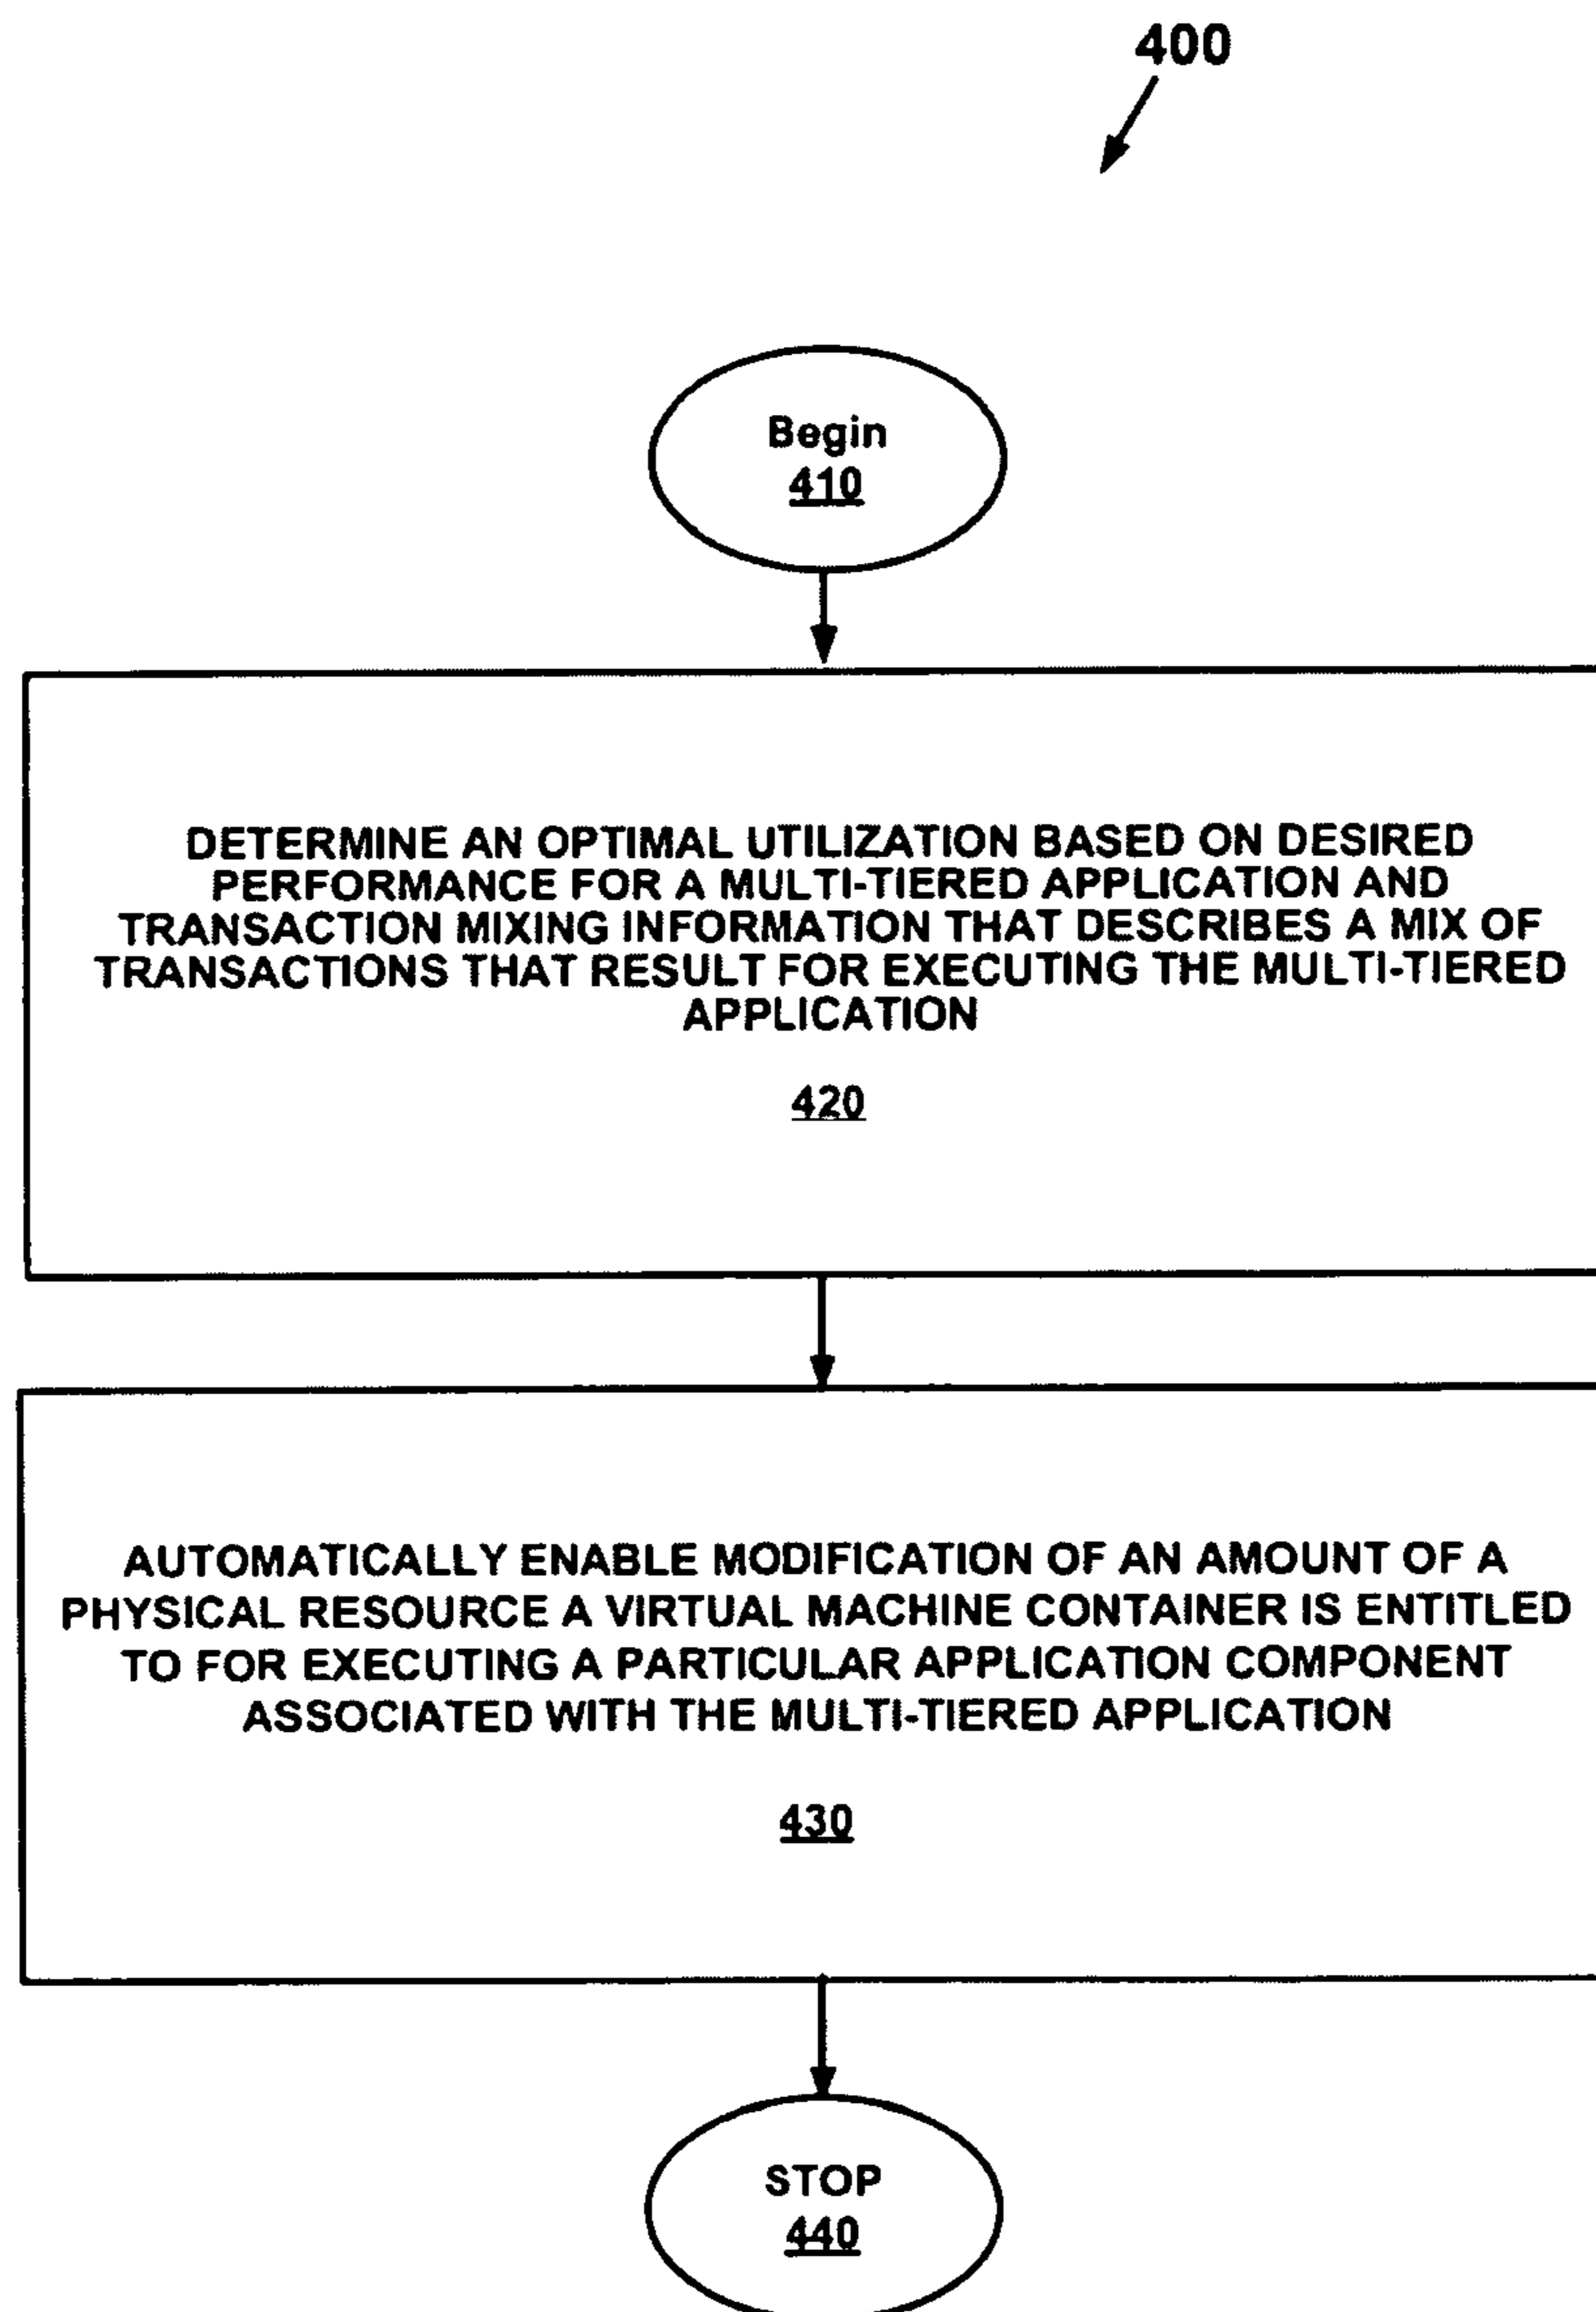 400
Begin
410
DETERMINE AN OPTIMAL UTILIZATION BASED ON DESIRED
PERFORMANCE FOR A MULTI-TIERED APPLICATION AND
TRANSACTION MIXING INFORMATION THAT DESCRIBES A MIX OF
TRANSACTIONS THAT RESULT FOR EXECUTING THE MULTI-TIERED
APPLICATION
420
AUTOMATICALLY ENABLE MODIFICATION OF AN AMOUNT OF A
PHYSICAL RESOURCE A VIRTUAL MACHINE CONTAINER IS ENTITLED
TO FOR EXECUTING A PARTICULAR APPLICATION COMPONENT
ASSOCIATED WITH THE MULTI-TIERED APPLICATION
430
STOP
440